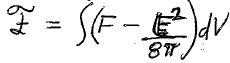 ℱ = ∫(F − E²/8π)dV